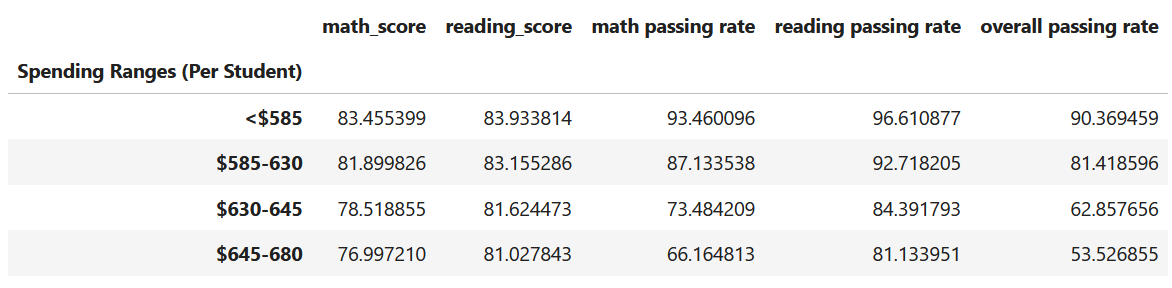 math_score reading_score math passing rate reading passing rate overall passing rate
Spending Ranges (Per Student)
<$585 83.455399 83.933814 93.460096 96.610877 90.369459
$585-630 81.899826 83.155286 87.133538 92.718205 81.418596
$630-645 78.518855 81.624473 73.484209 84.391793 62.857656
$645-680 76.997210 81.027843 66.164813 81.133951 53.526855